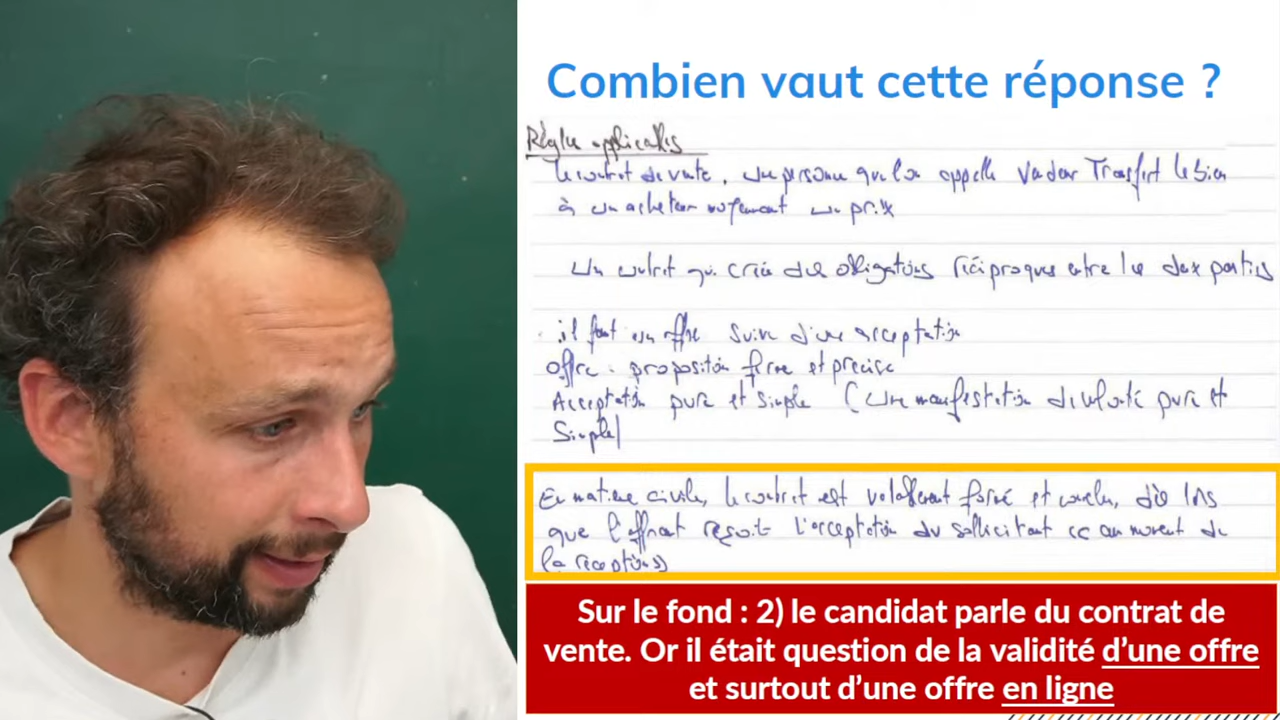 Combien vaut cette réponse ?
Règles applicables
le contrat de vente, une personne que l'on appelle Vendeur Transfert le bien
à un acheteur moyennant un prix
Un contrat qui crée des obligations réciproques entre les deux parties
. il faut un offre suivie d'une acceptation
Offre : proposition ferme et précise
Acceptation pure et simple (une manifestation de volonté pure et
simple)
En matière civile, le contrat est valablement formé et conclu, dès lors
que l'offrant reçoit l'acceptation du sollicitant cc au moment de
la réception
Sur le fond : 2) le candidat parle du contrat de
vente. Or il était question de la validité d'une offre
et surtout d'une offre en ligne